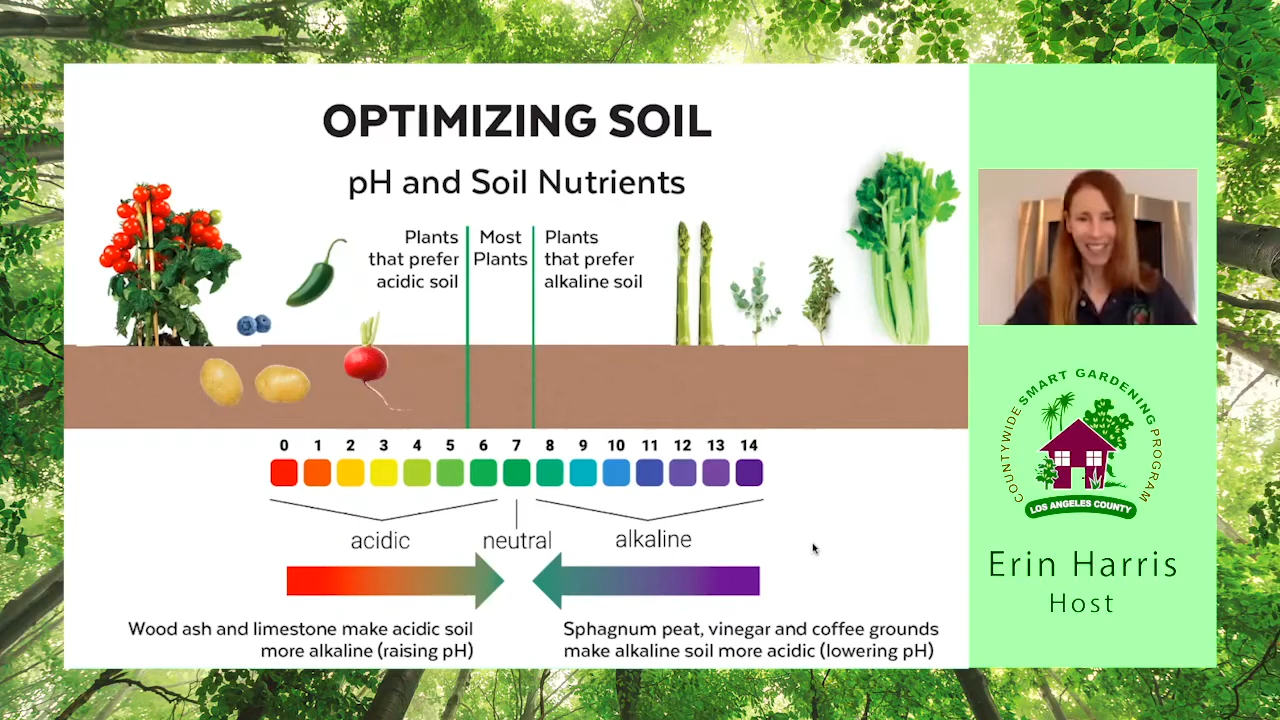 OPTIMIZING SOIL
pH and Soil Nutrients
Plants
that prefer
acidic soil
Most
Plants
Plants
that prefer
alkaline soil
0 1 2 3 4 5 6 7 8 9 10 11 12 13 14
acidic neutral alkaline
Wood ash and limestone make acidic soil
more alkaline (raising pH)
Sphagnum peat, vinegar and coffee grounds
make alkaline soil more acidic (lowering pH)
COUNTYWIDE SMART GARDENING PROGRAM
LOS ANGELES COUNTY
Erin Harris
Host